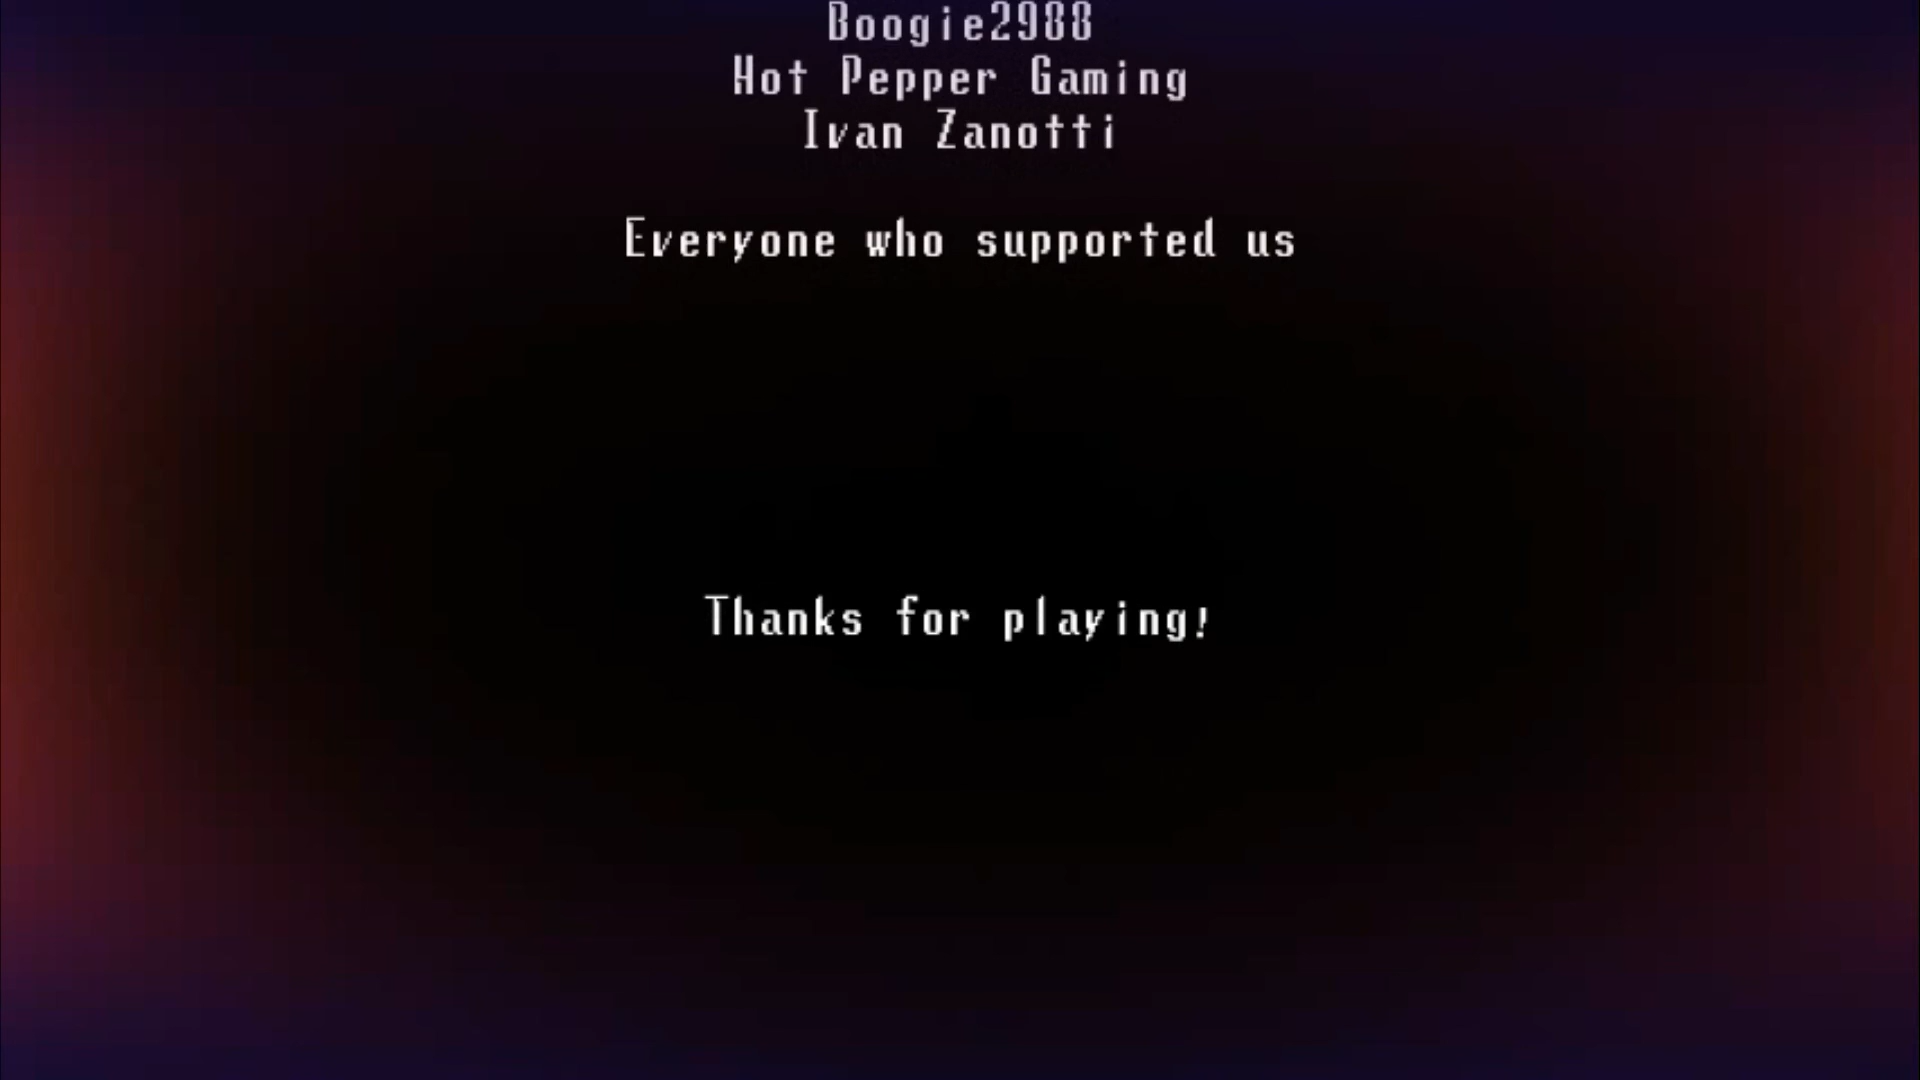 Boogie2988
Hot Pepper Gaming
Ivan Zanotti
Everyone who supported us
Thanks for playing!